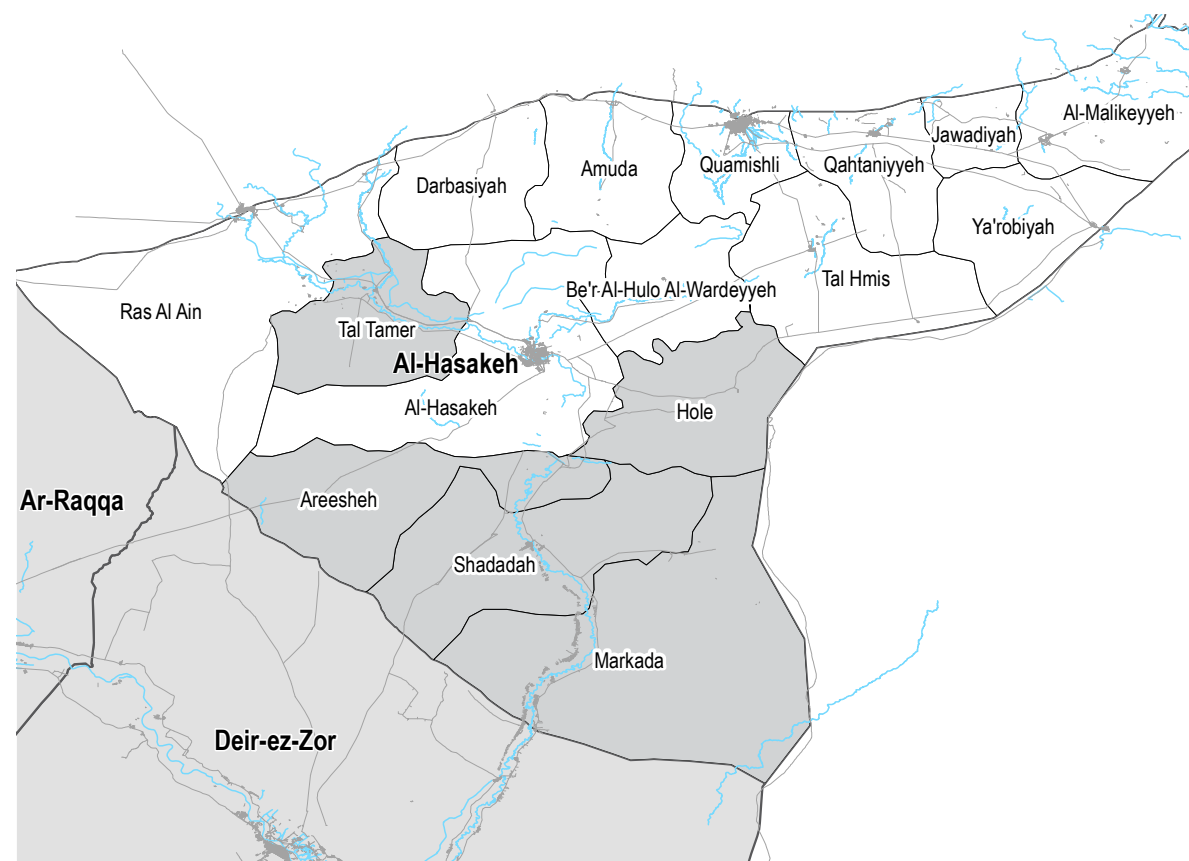 Al-Malikeyyeh
Jawadiyah
Quamishli
Qahtaniyyeh
Amuda
Darbasiyah
Ya'robiyah
Tal Hmis
Be'r Al-Hulo Al-Wardeyyeh
Ras Al Ain
Tal Tamer
Al-Hasakeh
Al-Hasakeh
Hole
Areesheh
Ar-Raqqa
Shadadah
Markada
Deir-ez-Zor